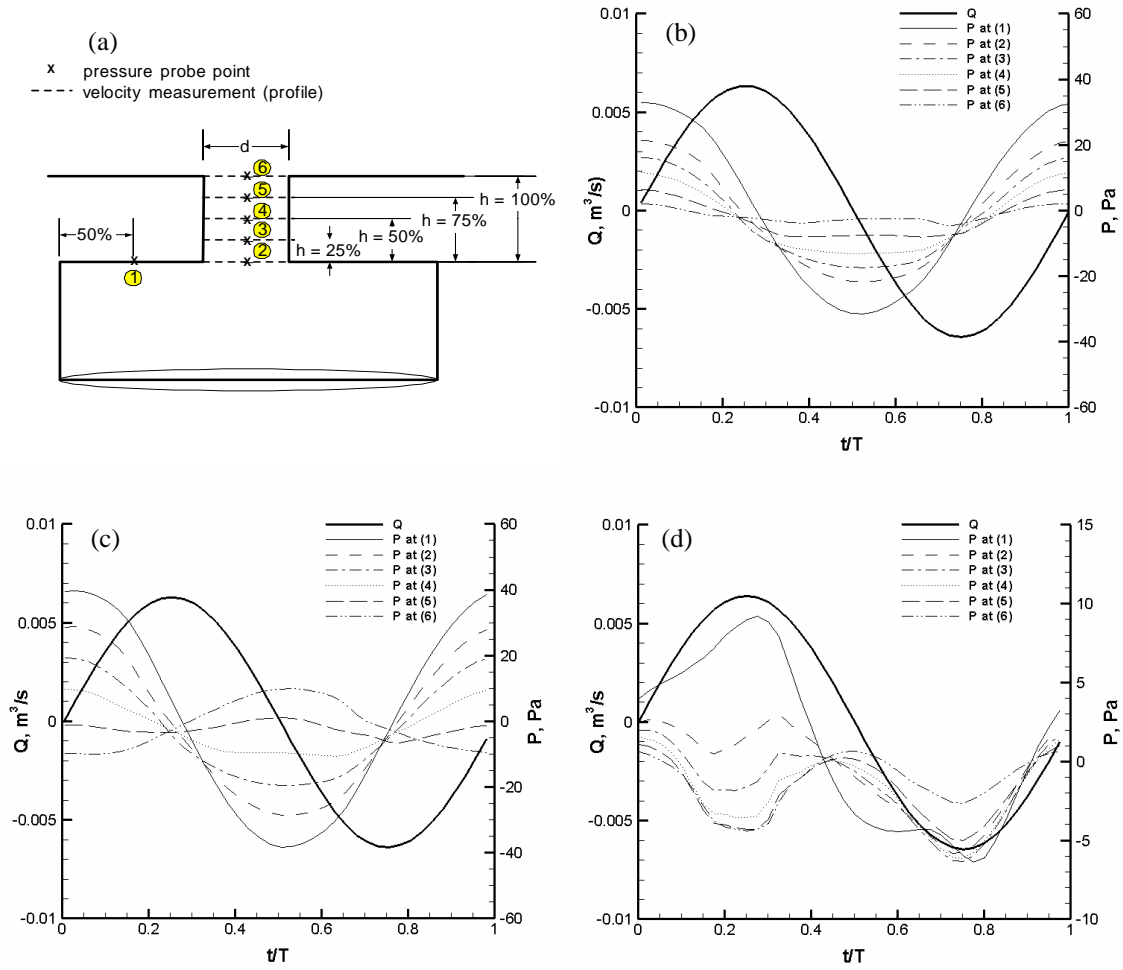 (a)
x pressure probe point
velocity measurement (profile)
d
6
5
4
3
2
1
50%
h = 100%
h = 75%
h = 50%
h = 25%
(b)
Q
P at (1)
P at (2)
P at (3)
P at (4)
P at (5)
P at (6)
0.01
0.005
0
-0.005
-0.01
Q, m³/s)
60
40
20
0
-20
-40
-60
P, Pa
0 0.2 0.4 0.6 0.8 1
t/T
(c)
Q
P at (1)
P at (2)
P at (3)
P at (4)
P at (5)
P at (6)
0.01
0.005
0
-0.005
-0.01
Q, m³/s
60
40
20
0
-20
-40
-60
P, Pa
0 0.2 0.4 0.6 0.8 1
t/T
(d)
Q
P at (1)
P at (2)
P at (3)
P at (4)
P at (5)
P at (6)
0.01
0.005
0
-0.005
-0.01
Q, m³/s
15
10
5
0
-5
-10
P, Pa
0 0.2 0.4 0.6 0.8 1
t/T